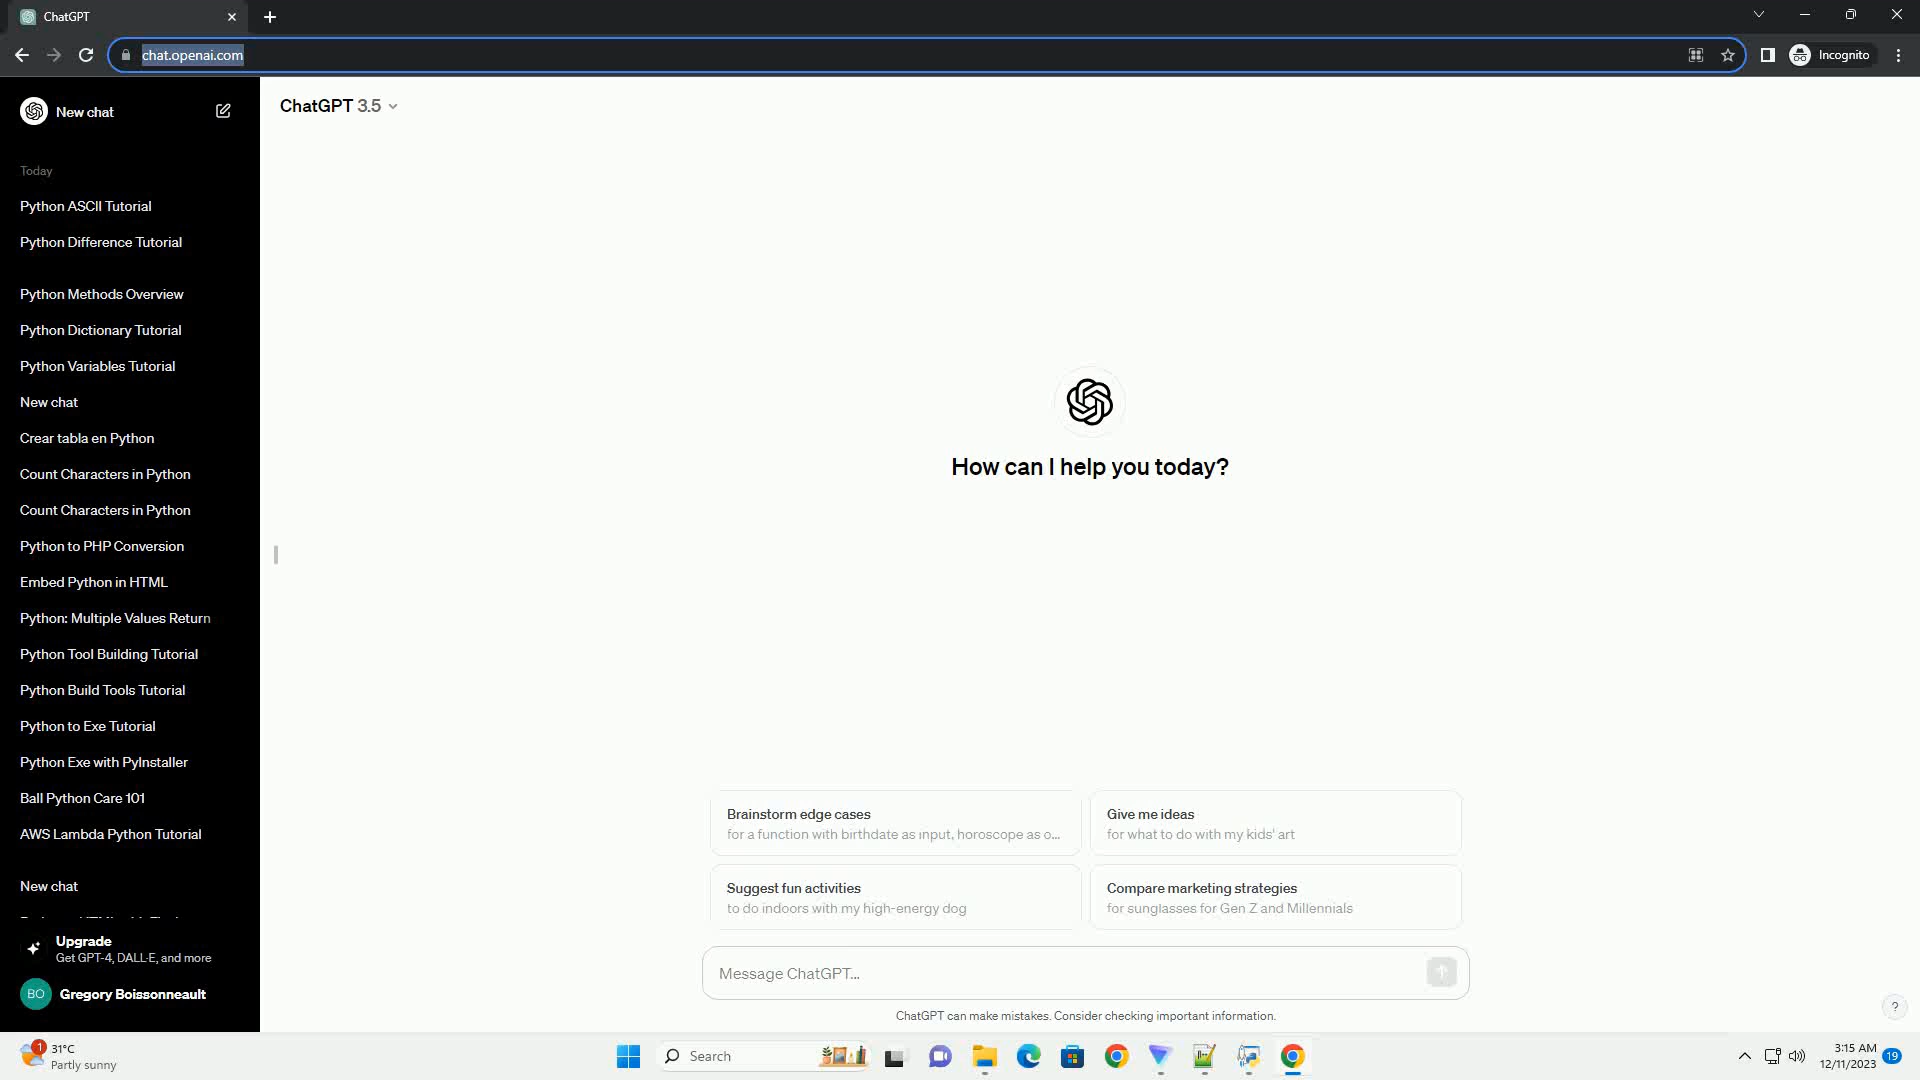 ChatGPT
chat.openai.com
Incognito
New chat
Today
Python ASCII Tutorial
Python Difference Tutorial
Python Methods Overview
Python Dictionary Tutorial
Python Variables Tutorial
New chat
Crear tabla en Python
Count Characters in Python
Count Characters in Python
Python to PHP Conversion
Embed Python in HTML
Python: Multiple Values Return
Python Tool Building Tutorial
Python Build Tools Tutorial
Python to Exe Tutorial
Python Exe with PyInstaller
Ball Python Care 101
AWS Lambda Python Tutorial
New chat
Upgrade
Get GPT-4, DALL·E, and more
BO
Gregory Boissonneault
ChatGPT 3.5
How can I help you today?
Brainstorm edge cases
for a function with birthdate as input, horoscope as o...
Give me ideas
for what to do with my kids' art
Suggest fun activities
to do indoors with my high-energy dog
Compare marketing strategies
for sunglasses for Gen Z and Millennials
Message ChatGPT...
ChatGPT can make mistakes. Consider checking important information.
?
1
31°C
Partly sunny
Search
3:15 AM
12/11/2023
19